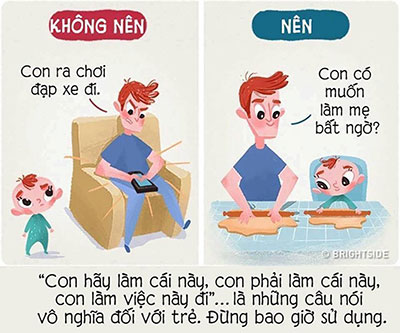 KHÔNG NÊN
Con ra chơi
đạp xe đi.
NÊN
Con có
muốn
làm mẹ
bất ngờ?
© BRIGHTSIDE
“Con hãy làm cái này, con phải làm cái này,
con làm việc này đi”... là những câu nói
vô nghĩa đối với trẻ. Đừng bao giờ sử dụng.